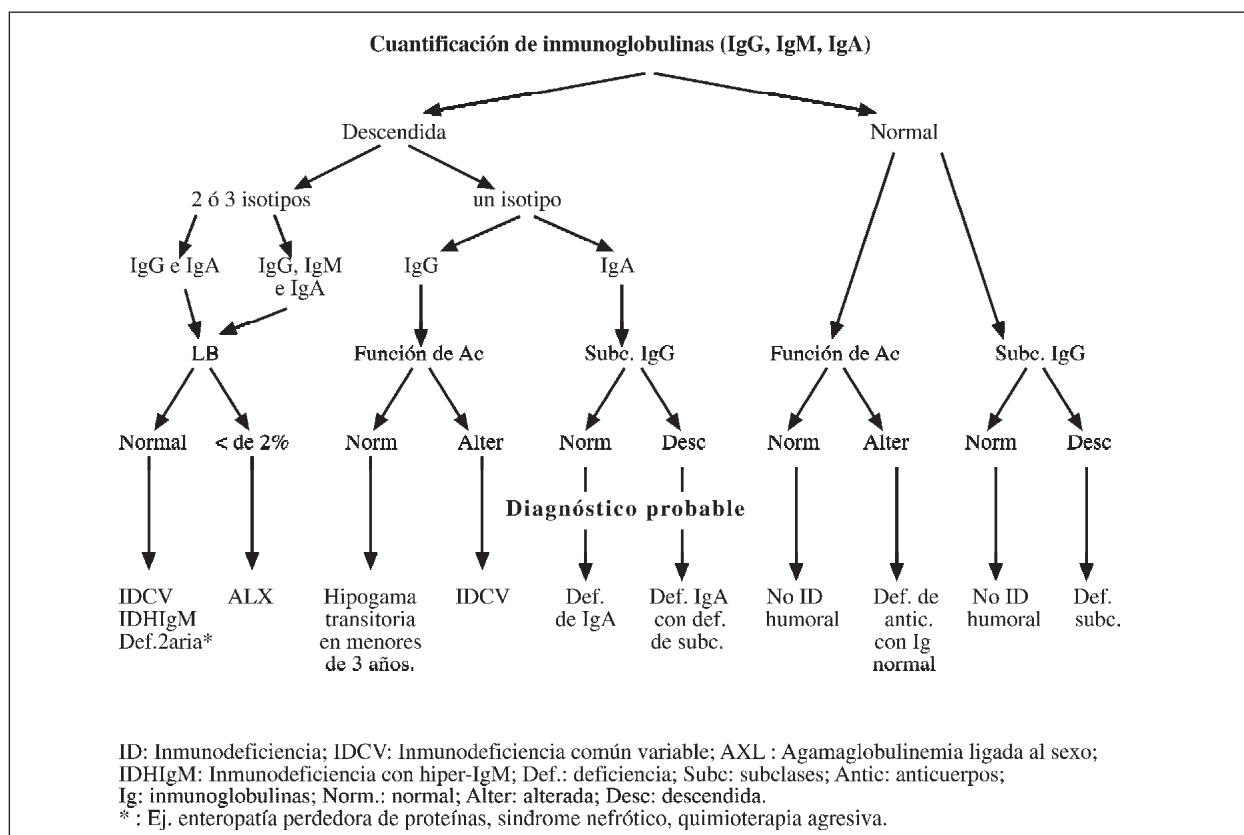 Cuantificación de inmunoglobulinas (IgG, IgM, IgA)
Descendida
Normal
2 ó 3 isotipos
un isotipo
IgG e IgA
IgG, IgM
e IgA
IgG
IgA
LB
Función de Ac
Subc. IgG
Función de Ac
Subc. IgG
Normal
< de 2%
Norm
Alter
Norm
Desc
Norm
Alter
Norm
Desc
Diagnóstico probable
IDCV
IDHIgM
Def.2aria*
ALX
Hipogama
transitoria
en menores
de 3 años.
IDCV
Def.
de IgA
Def. IgA
con def.
de subc.
No ID
humoral
Def. de
antic.
con Ig
normal
No ID
humoral
Def.
subc.
ID: Inmunodeficiencia; IDCV: Inmunodeficiencia común variable; AXL : Agamaglobulinemia ligada al sexo;
IDHIgM: Inmunodeficiencia con hiper-IgM; Def.: deficiencia; Subc: subclases; Antic: anticuerpos;
Ig: inmunoglobulinas; Norm.: normal; Alter: alterada; Desc: descendida.
* : Ej. enteropatía perdedora de proteínas, sindrome nefrótico, quimioterapia agresiva.